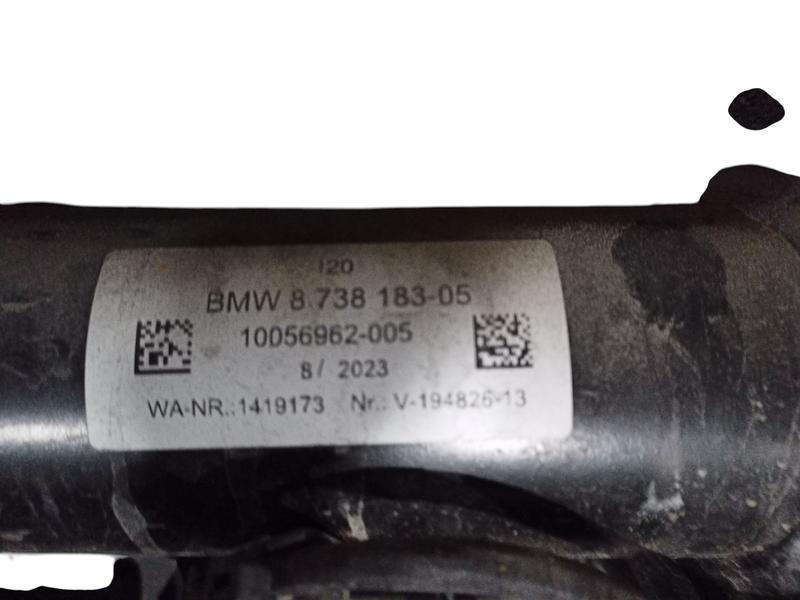 I20
BMW 8.738 183-05
10056962-005
8/ 2023
WA-NR.:1419173 Nr.: V-194826-13